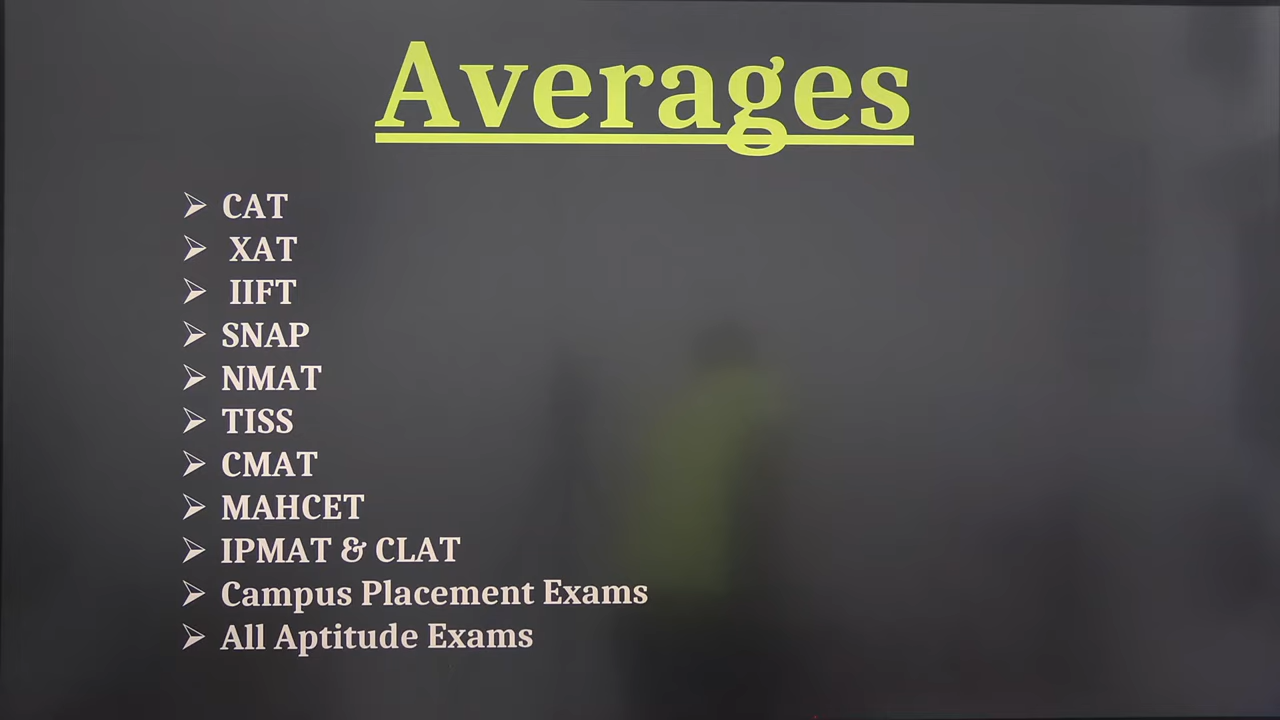 Averages
➢ CAT
➢ XAT
➢ IIFT
➢ SNAP
➢ NMAT
➢ TISS
➢ CMAT
➢ MAHCET
➢ IPMAT & CLAT
➢ Campus Placement Exams
➢ All Aptitude Exams